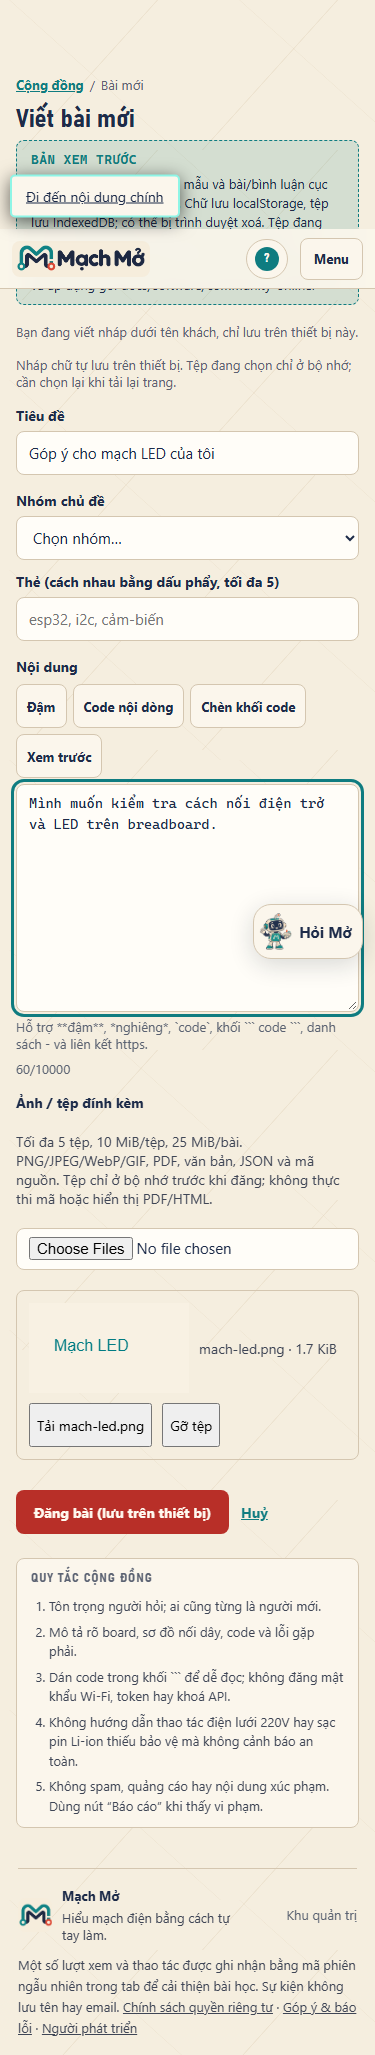 Cộng đồng / Bài mới
Viết bài mới
BẢN XEM TRƯỚC
mẫu và bài/bình luận cục
Đi đến nội dung chính
Chữ lưu localStorage, tệp
lưu IndexedDB; có thể bị trình duyệt xoá. Tệp đang
Mạch Mở
?
Menu
Bạn đang viết nháp dưới tên khách, chỉ lưu trên thiết bị này.
Nháp chữ tự lưu trên thiết bị. Tệp đang chọn chỉ ở bộ nhớ;
cần chọn lại khi tải lại trang.
Tiêu đề
Góp ý cho mạch LED của tôi
Nhóm chủ đề
Chọn nhóm...
Thẻ (cách nhau bằng dấu phẩy, tối đa 5)
esp32, i2c, cảm-biến
Nội dung
Đậm
Code nội dòng
Chèn khối code
Xem trước
Mình muốn kiểm tra cách nối điện trở
và LED trên breadboard.
Hỏi Mở
Hỗ trợ **đậm**, *nghiêng*, `code`, khối ``` code ```, danh
sách - và liên kết https.
60/10000
Ảnh / tệp đính kèm
Tối đa 5 tệp, 10 MiB/tệp, 25 MiB/bài.
PNG/JPEG/WebP/GIF, PDF, văn bản, JSON và mã
nguồn. Tệp chỉ ở bộ nhớ trước khi đăng; không thực
thi mã hoặc hiển thị PDF/HTML.
Choose Files No file chosen
Mạch LED
mach-led.png · 1.7 KiB
Tải mach-led.png
Gỡ tệp
Đăng bài (lưu trên thiết bị)
Huỷ
QUY TẮC CỘNG ĐỒNG
1. Tôn trọng người hỏi; ai cũng từng là người mới.
2. Mô tả rõ board, sơ đồ nối dây, code và lỗi gặp
phải.
3. Dán code trong khối ``` để dễ đọc; không đăng mật
khẩu Wi-Fi, token hay khoá API.
4. Không hướng dẫn thao tác điện lưới 220V hay sạc
pin Li-ion thiếu bảo vệ mà không cảnh báo an
toàn.
5. Không spam, quảng cáo hay nội dung xúc phạm.
Dùng nút “Báo cáo” khi thấy vi phạm.
Mạch Mở
Hiểu mạch điện bằng cách tự
tay làm.
Khu quản trị
Một số lượt xem và thao tác được ghi nhận bằng mã phiên
ngẫu nhiên trong tab để cải thiện bài học. Sự kiện không
lưu tên hay email. Chính sách quyền riêng tư · Góp ý & báo
lỗi · Người phát triển